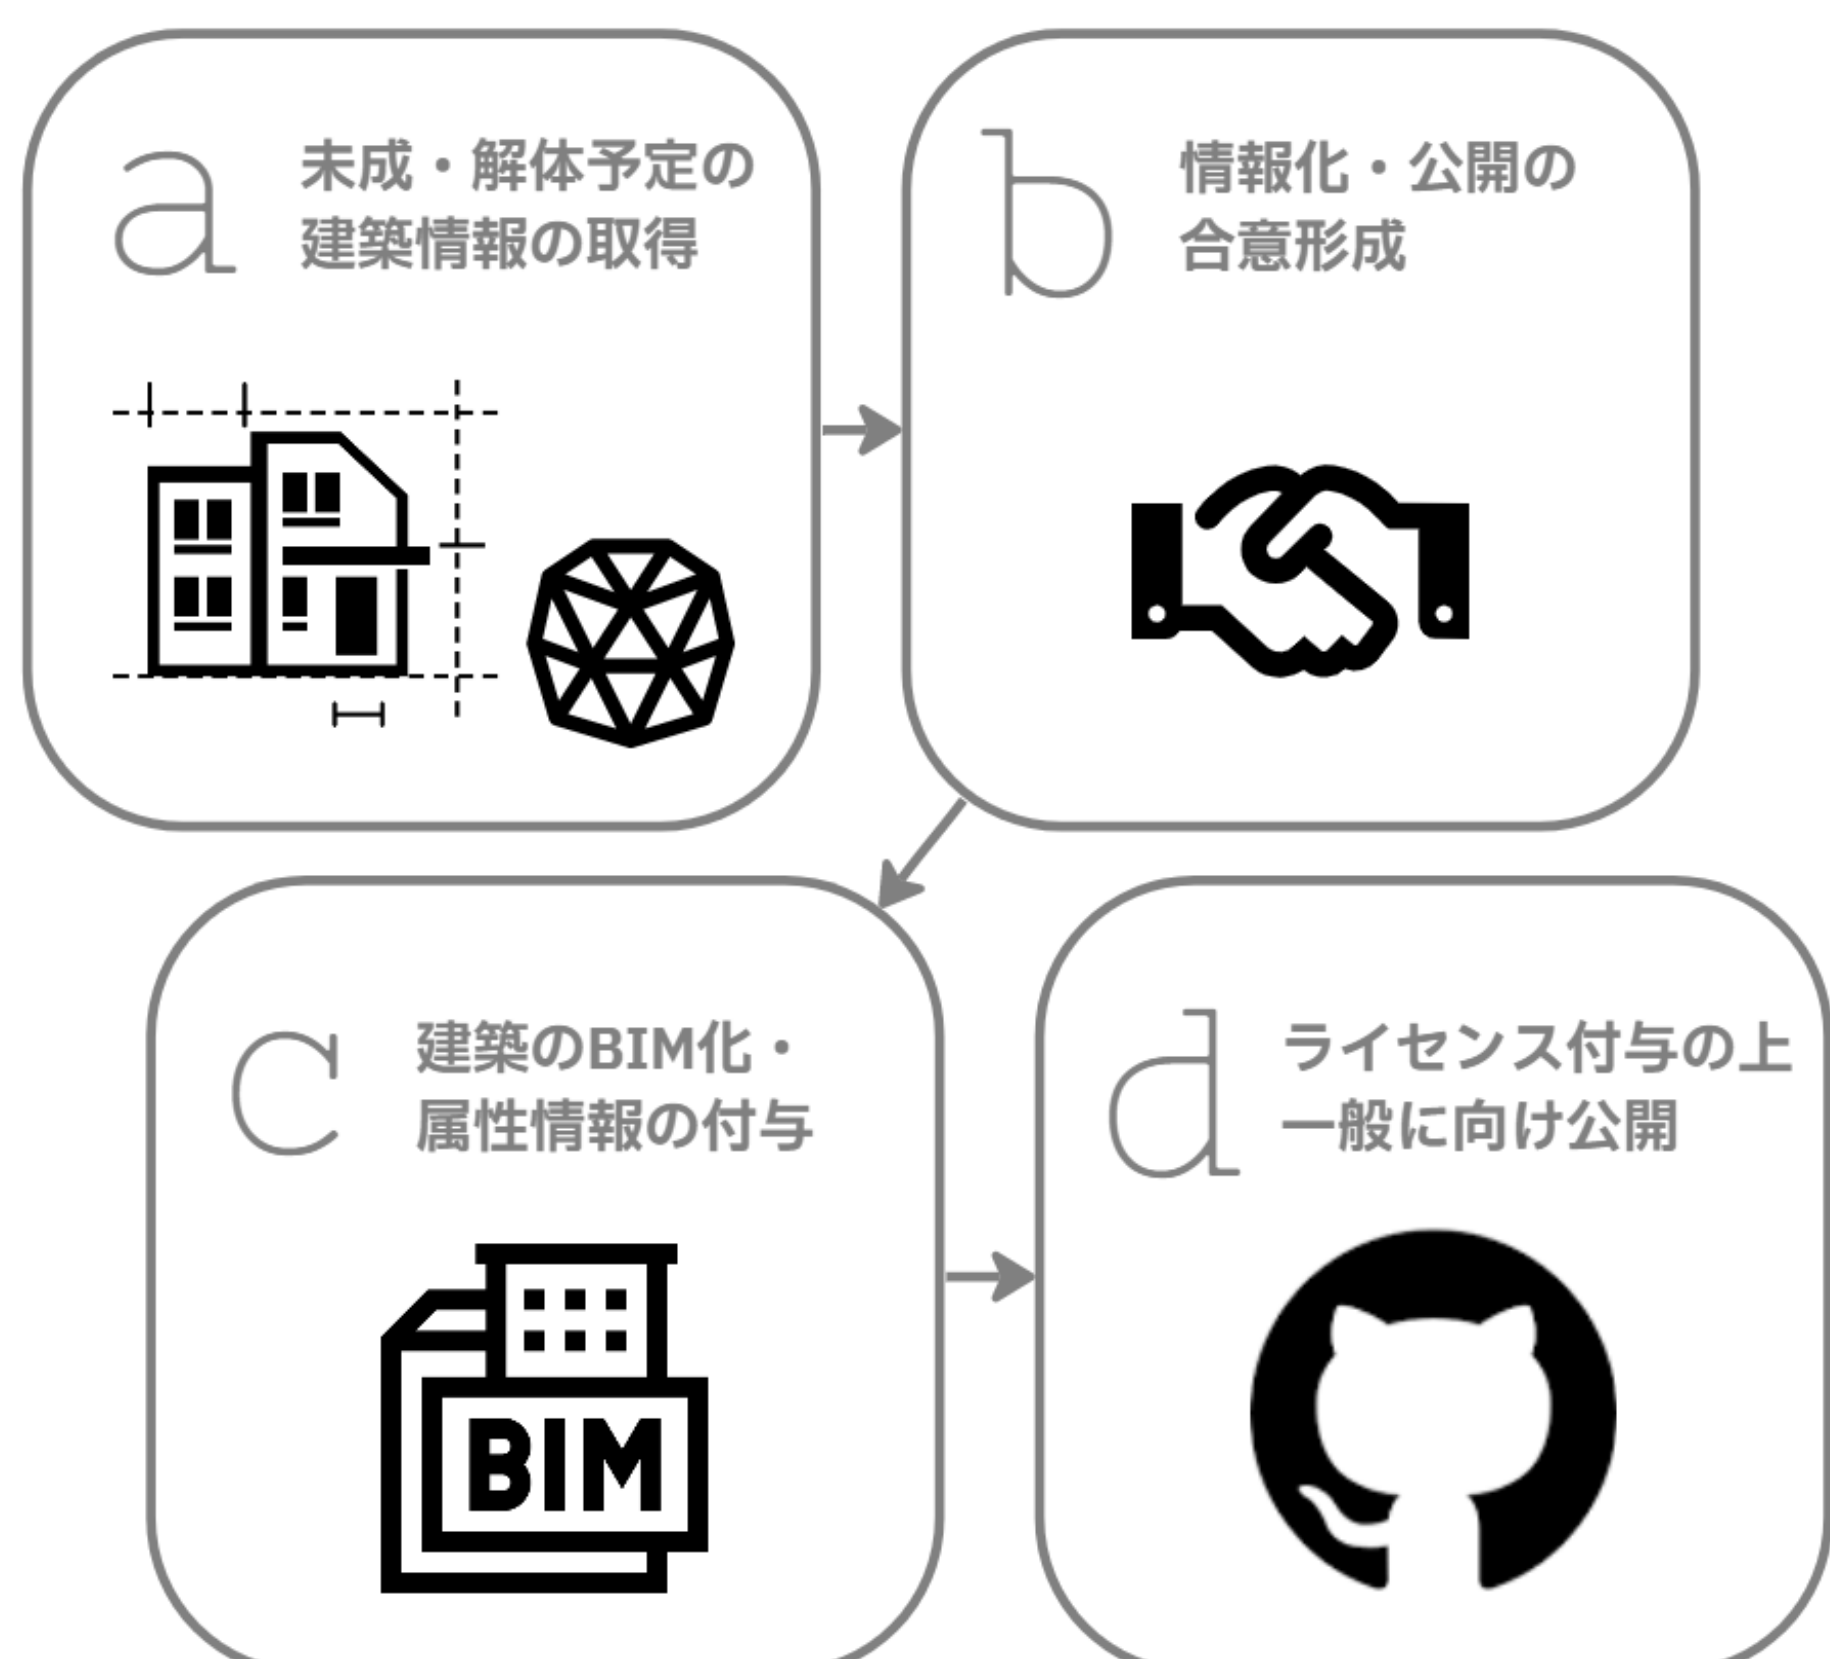 a
未成・解体予定の
建築情報の取得
b
情報化・公開の
合意形成
c
建築のBIM化・
属性情報の付与
BIM
d
ライセンス付与の上
一般に向け公開